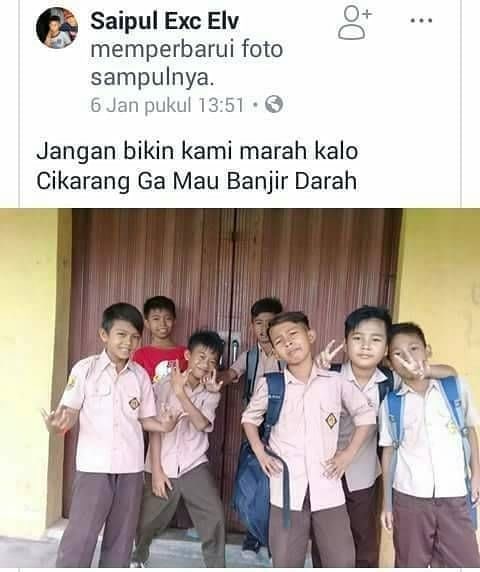 Saipul Exc Elv
memperbarui foto
sampulnya.
6 Jan pukul 13:51 •
Jangan bikin kami marah kalo
Cikarang Ga Mau Banjir Darah